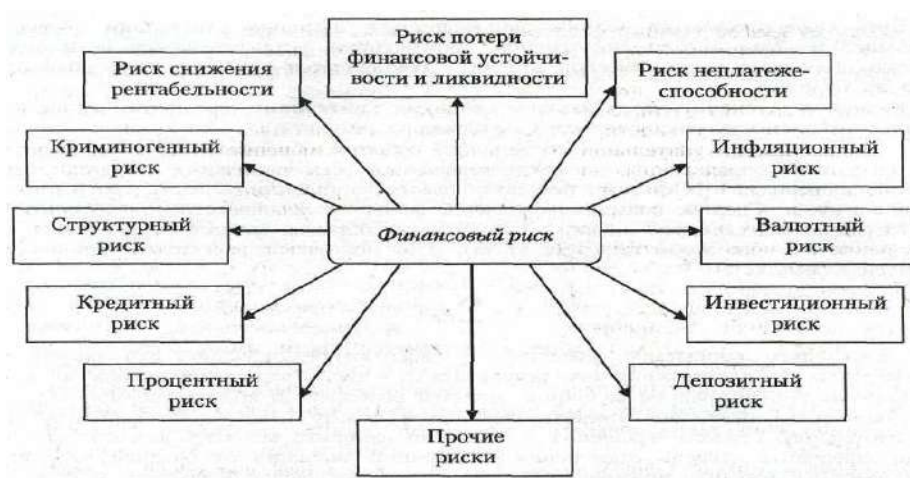 Риск потери
финансовой устойчи-
вости и ликвидности
Риск снижения
рентабельности
Риск неплатеже-
способности
Криминогенный
риск
Инфляционный
риск
Структурный
риск
Финансовый риск
Валютный
риск
Кредитный
риск
Инвестиционный
риск
Процентный
риск
Депозитный
риск
Прочие
риски